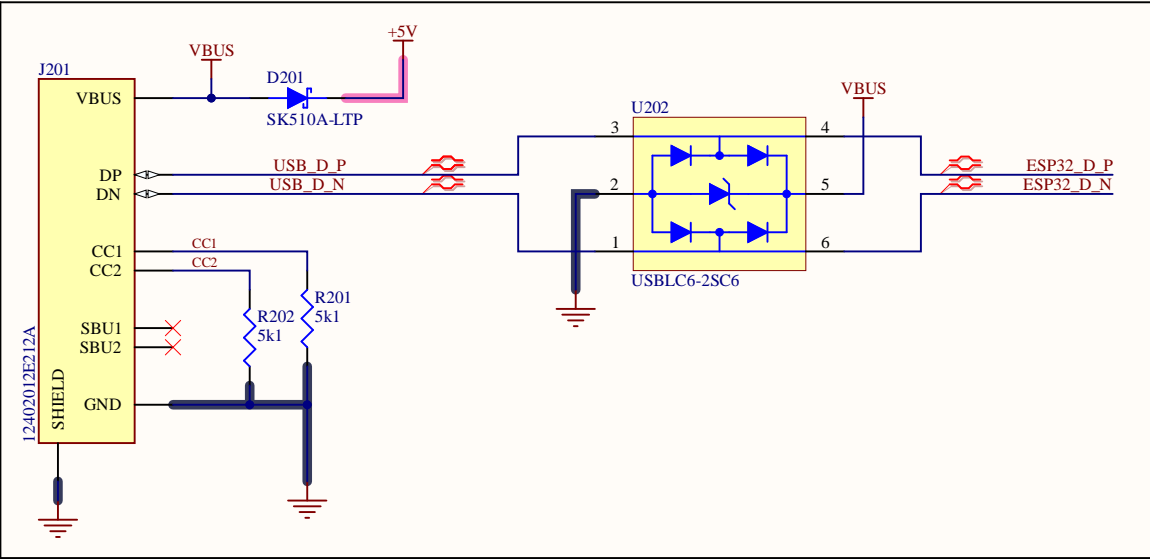 +5V
VBUS
J201
D201
VBUS
SK510A-LTP
VBUS
U202
3
4
USB_D_P
DP
ESP32_D_P
USB_D_N
DN
2
5
ESP32_D_N
CC1
CC1
1
6
CC2
CC2
USBLC6-2SC6
R201
5k1
R202
5k1
SBU1
SBU2
GND
SHIELD
12402012E212A